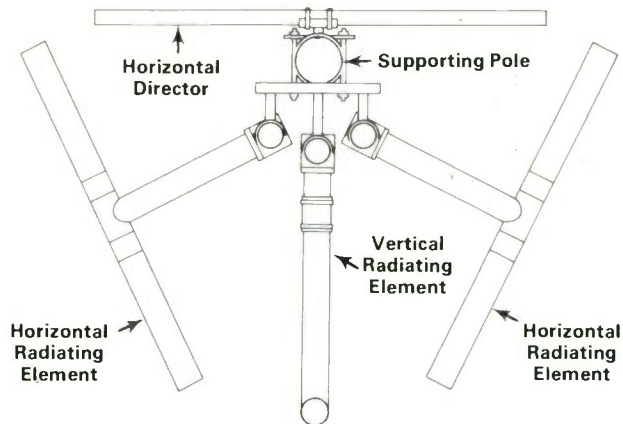 Horizontal
Director
Supporting Pole
Vertical
Radiating
Element
Horizontal
Radiating
Element
Horizontal
Radiating
Element